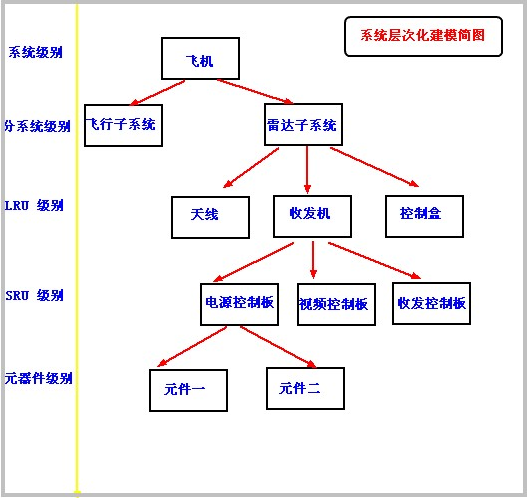 系统层次化建模简图
系统级别
飞机
分系统级别
飞行子系统
雷达子系统
LRU 级别
天线
收发机
控制盒
SRU 级别
电源控制板
视频控制板
收发控制板
元器件级别
元件一
元件二